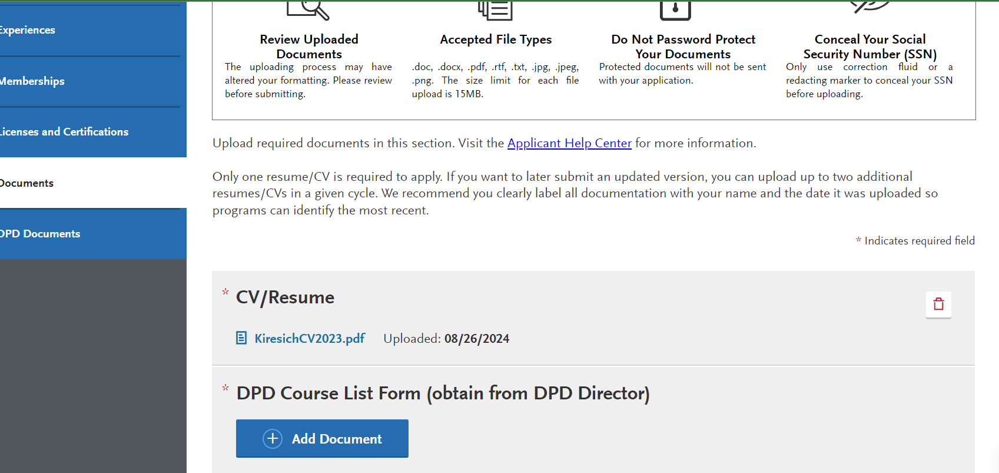 Experiences
Memberships
Licenses and Certifications
Documents
DPD Documents
Review Uploaded
Documents
The uploading process may have
altered your formatting. Please review
before submitting.
Accepted File Types
.doc, .docx, .pdf, .rtf, .txt, .jpg, .jpeg,
.png. The size limit for each file
upload is 15MB.
Do Not Password Protect
Your Documents
Protected documents will not be sent
with your application.
Conceal Your Social
Security Number (SSN)
Only use correction fluid or a
redacting marker to conceal your SSN
before uploading.
Upload required documents in this section. Visit the Applicant Help Center for more information.
Only one resume/CV is required to apply. If you want to later submit an updated version, you can upload up to two additional
resumes/CVs in a given cycle. We recommend you clearly label all documentation with your name and the date it was uploaded so
programs can identify the most recent.
* Indicates required field
* CV/Resume
KiresichCV2023.pdf Uploaded: 08/26/2024
* DPD Course List Form (obtain from DPD Director)
Add Document